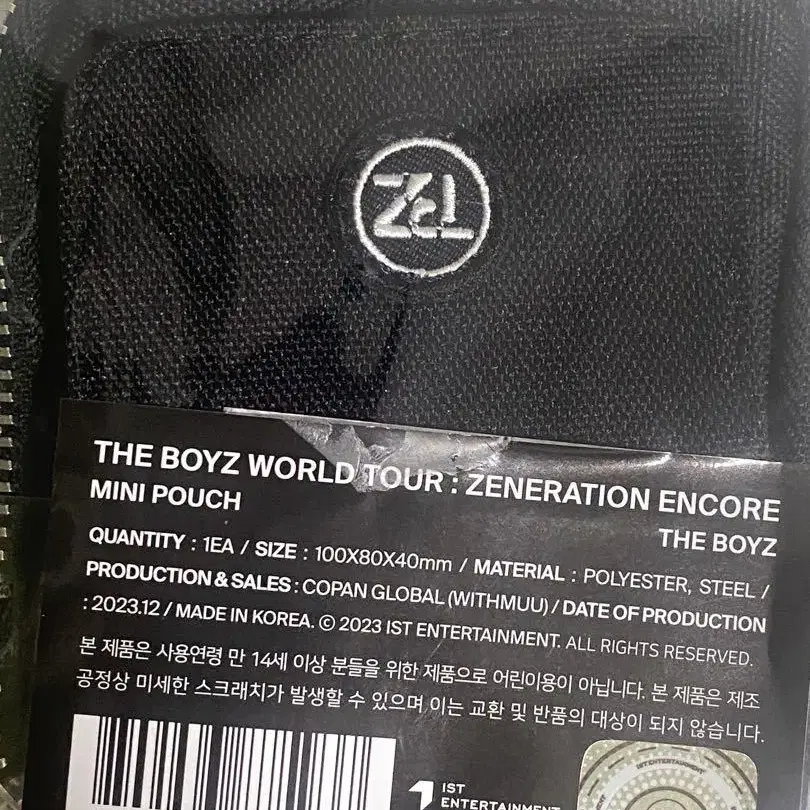 THE BOYZ WORLD TOUR : ZENERATION ENCORE
MINI POUCH
THE BOYZ
QUANTITY : 1EA / SIZE : 100X80X40mm / MATERIAL : POLYESTER, STEEL /
PRODUCTION & SALES : COPAN GLOBAL (WITHMUU) / DATE OF PRODUCTION
: 2023.12 / MADE IN KOREA. ⓒ 2023 IST ENTERTAINMENT. ALL RIGHTS RESERVED.
본 제품은 사용연령 만 14세 이상 분들을 위한 제품으로 어린이용이 아닙니다. 본 제품은 제조
공정상 미세한 스크래치가 발생할 수 있으며, 이는 교환 및 반품의 대상이 되지 않습니다.
IST
ENTERTAINMENT
IST ENTERTAINMENT